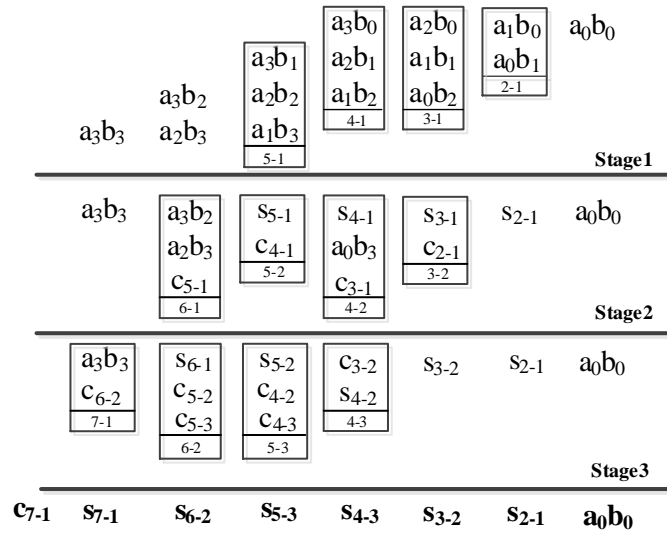 a₃b₀ a₂b₀ a₁b₀ a₀b₀
a₃b₁ a₂b₁ a₁b₁ a₀b₁
a₃b₂ a₂b₂ a₁b₂ a₀b₂ 2-1
a₃b₃ a₂b₃ a₁b₃ 4-1 3-1
5-1 Stage1
a₃b₃ a₃b₂ s₅₋₁ s₄₋₁ s₃₋₁ s₂₋₁ a₀b₀
a₂b₃ c₄₋₁ a₀b₃ c₂₋₁
c₅₋₁ 5-2 c₃₋₁ 3-2
6-1 4-2 Stage2
a₃b₃ s₆₋₁ s₅₋₂ c₃₋₂ s₃₋₂ s₂₋₁ a₀b₀
c₆₋₂ c₅₋₂ c₄₋₂ s₄₋₂
7-1 c₅₋₃ c₄₋₃ 4-3
6-2 5-3
Stage3
c₇₋₁ s₇₋₁ s₆₋₂ s₅₋₃ s₄₋₃ s₃₋₂ s₂₋₁ a₀b₀